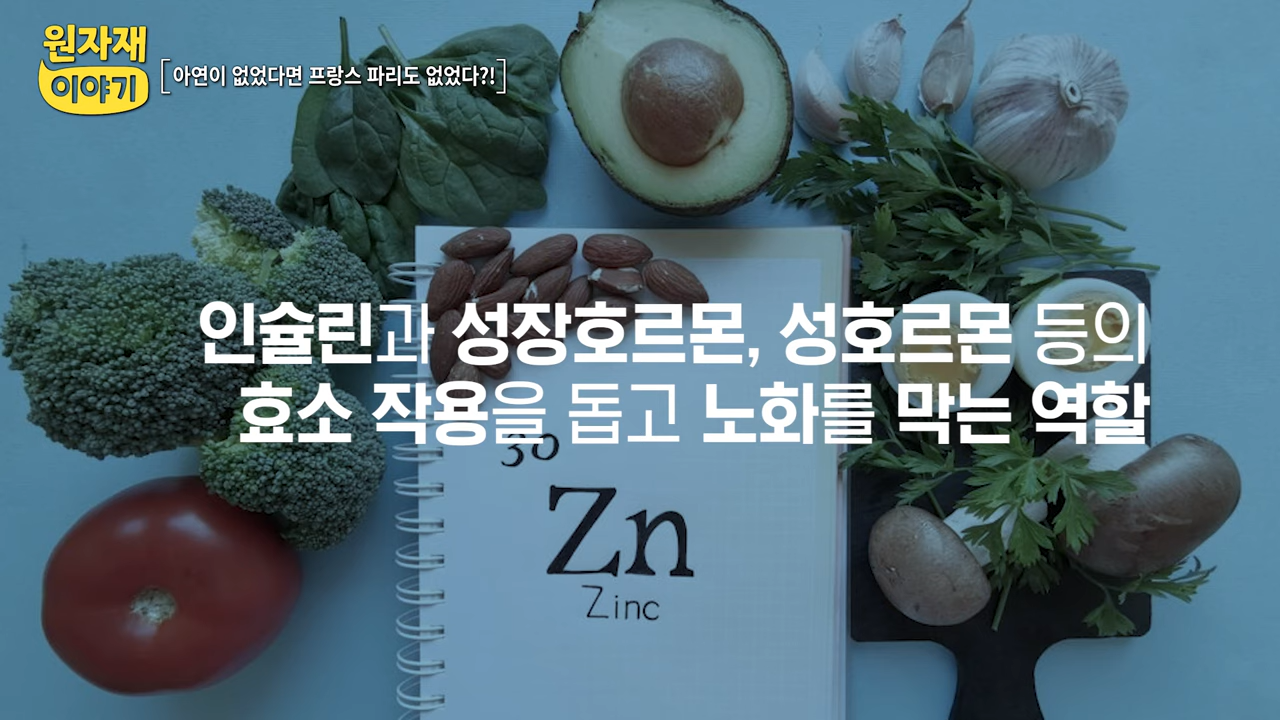 원자재
이야기
[아연이 없었다면 프랑스 파리도 없었다?!]
인슐린과 성장호르몬, 성호르몬 등의
효소 작용을 돕고 노화를 막는 역할
30
Zn
Zinc